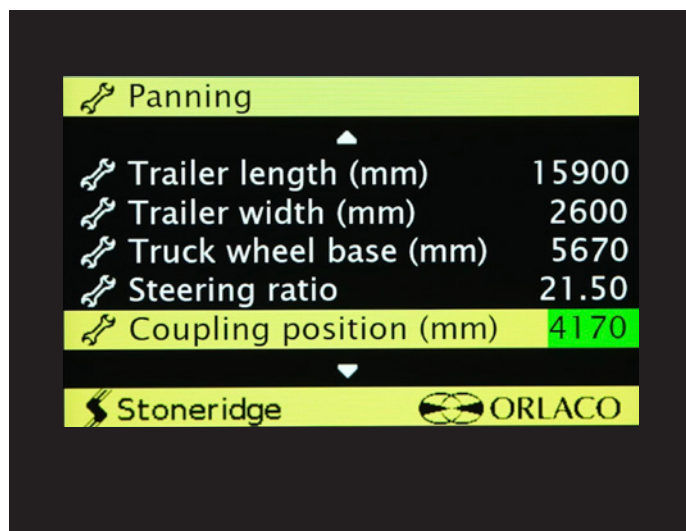 Panning
Trailer length (mm) 15900
Trailer width (mm) 2600
Truck wheel base (mm) 5670
Steering ratio 21.50
Coupling position (mm) 4170
Stoneridge ORLACO